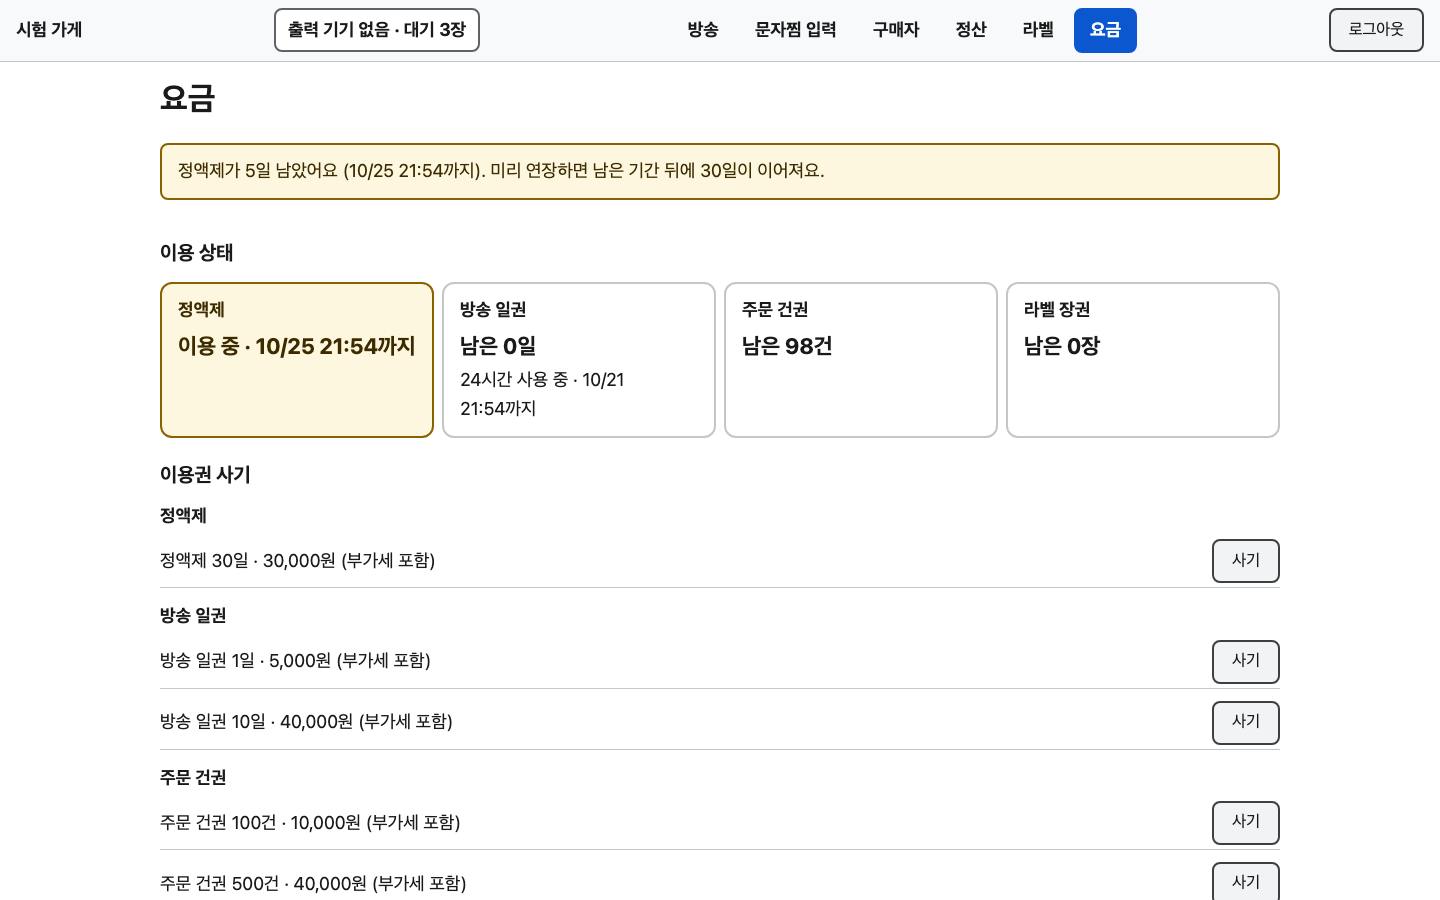 시험 가게
출력 기기 없음 · 대기 3장
방송
문자찜 입력
구매자
정산
라벨
요금
로그아웃
요금
정액제가 5일 남았어요 (10/25 21:54까지). 미리 연장하면 남은 기간 뒤에 30일이 이어져요.
이용 상태
정액제
이용 중 · 10/25 21:54까지
방송 일권
남은 0일
24시간 사용 중 · 10/21
21:54까지
주문 건권
남은 98건
라벨 장권
남은 0장
이용권 사기
정액제
정액제 30일 · 30,000원 (부가세 포함)
사기
방송 일권
방송 일권 1일 · 5,000원 (부가세 포함)
사기
방송 일권 10일 · 40,000원 (부가세 포함)
사기
주문 건권
주문 건권 100건 · 10,000원 (부가세 포함)
사기
주문 건권 500건 · 40,000원 (부가세 포함)
사기